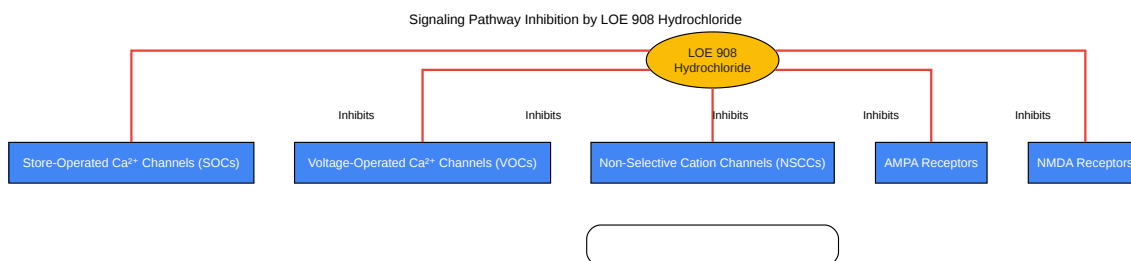 Signaling Pathway Inhibition by LOE 908 Hydrochloride
LOE 908
Hydrochloride
Inhibits
Inhibits
Inhibits
Inhibits
Inhibits
Store-Operated Ca²⁺ Channels (SOCs)
Voltage-Operated Ca²⁺ Channels (VOCs)
Non-Selective Cation Channels (NSCCs)
AMPA Receptors
NMDA Receptors